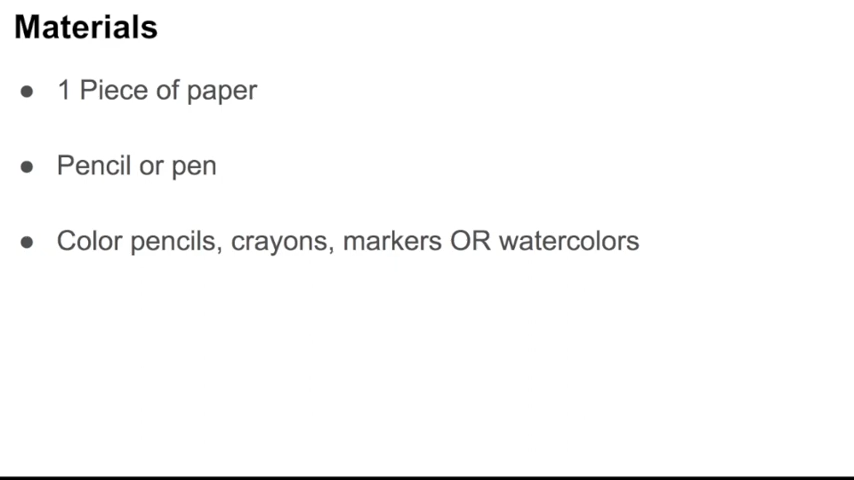 Materials
● 1 Piece of paper
● Pencil or pen
● Color pencils, crayons, markers OR watercolors